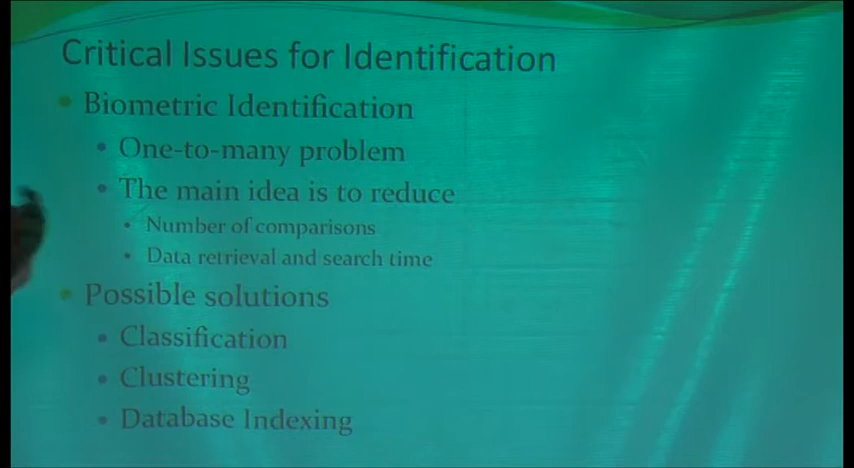 Critical Issues for Identification
Biometric Identification
One-to-many problem
The main idea is to reduce
Number of comparisons
Data retrieval and search time
Possible solutions
Classification
Clustering
Database Indexing